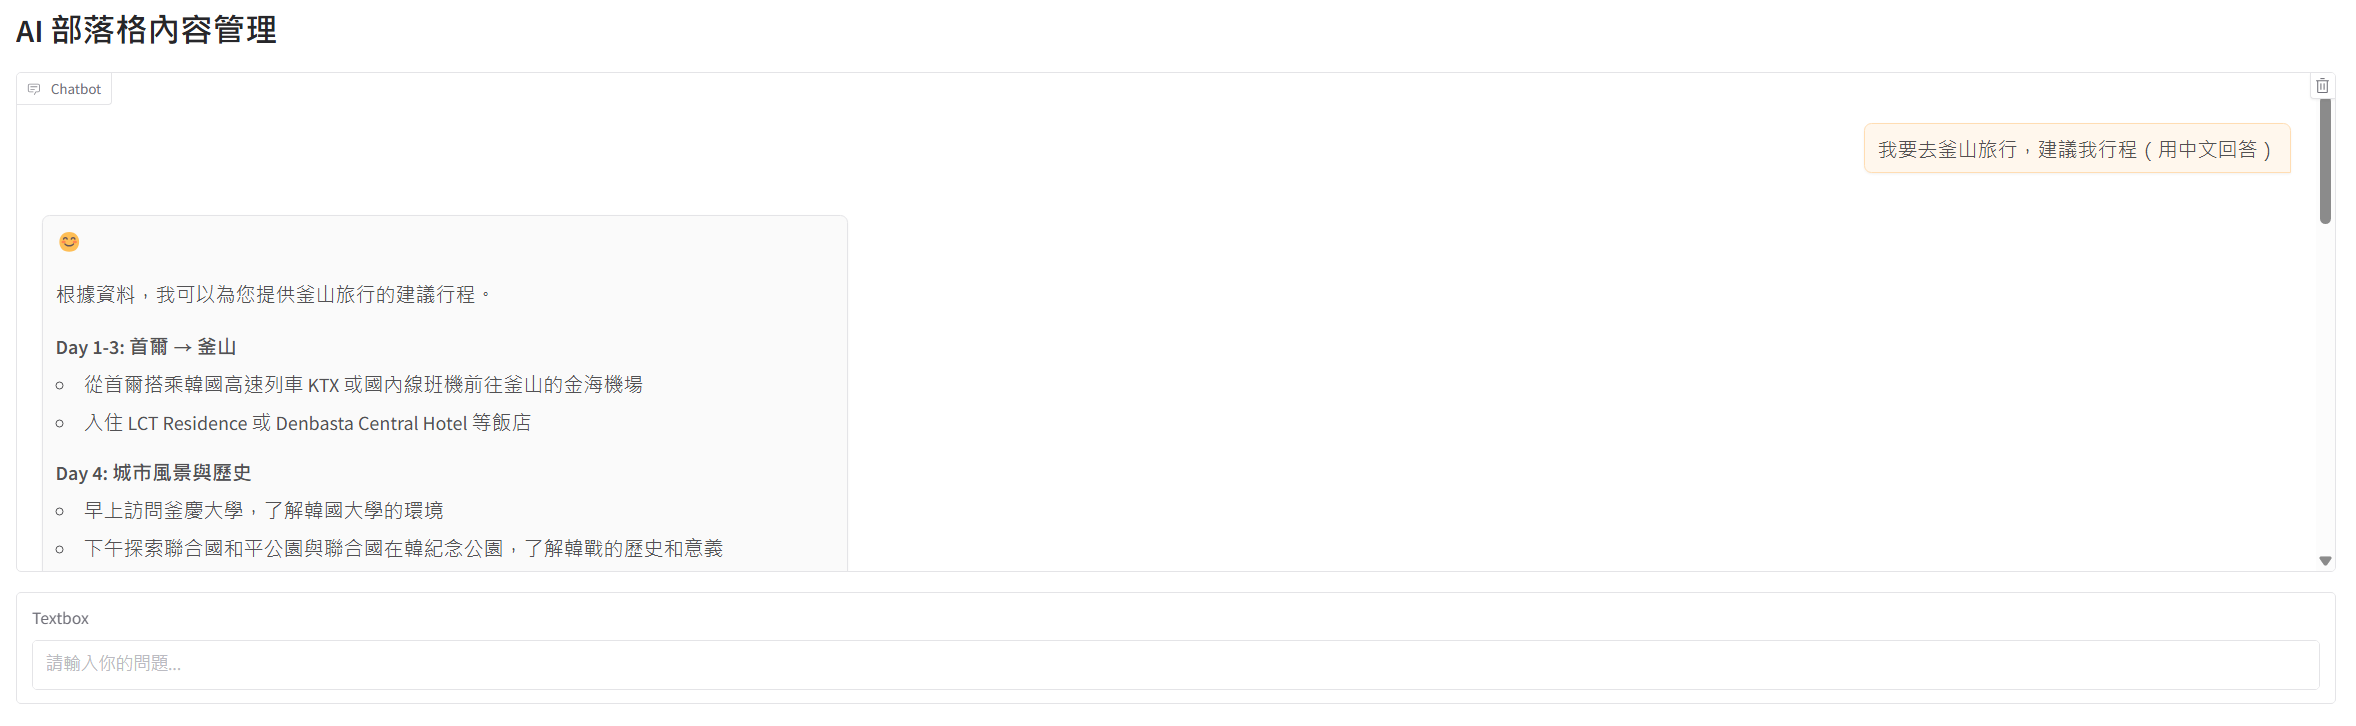 AI 部落格內容管理
Chatbot
我要去釜山旅行，建議我行程（用中文回答）
😊
根據資料，我可以為您提供釜山旅行的建議行程。
Day 1-3: 首爾 → 釜山
從首爾搭乘韓國高速列車 KTX 或國內線班機前往釜山的金海機場
入住 LCT Residence 或 Denbasta Central Hotel 等飯店
Day 4: 城市風景與歷史
早上訪問釜慶大學，了解韓國大學的環境
下午探索聯合國和平公園與聯合國在韓紀念公園，了解韓戰的歷史和意義
Textbox
請輸入你的問題...